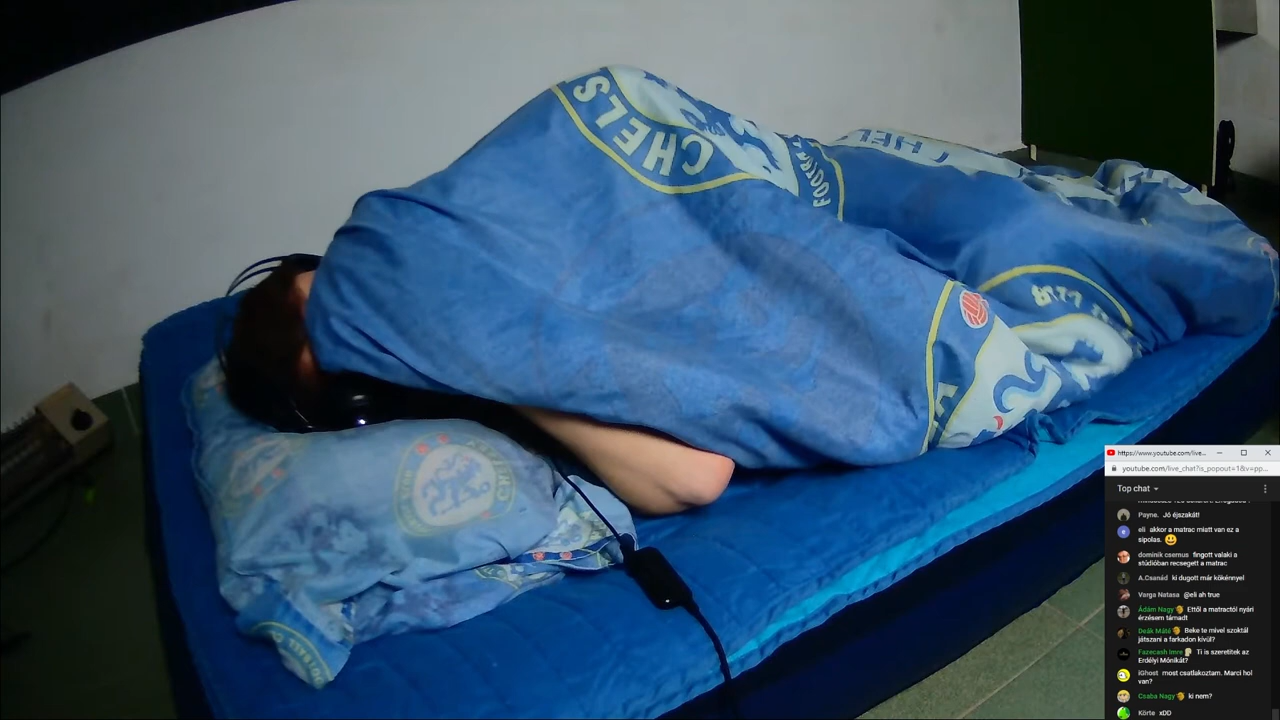 CHELS
FOOTBA
CHEL
CHE
https://www.youtube.com/live...
youtube.com/live_chat?is_popout=1&v=pp...
Top chat
Payne. Jó éjszakát!
eli akkor a matrac miatt van ez a
sipolas.
dominik csernus fingott valaki a
stúdióban recsegett a matrac
A.Csanád ki dugott már kökénnyel
Varga Natasa @eli ah true
Ádám Nagy Ettől a matractól nyári
érzésem támadt
Deák Máté Beke te mivel szoktál
játszani a farkadon kívül?
Fazecash Imre Ti is szeretitek az
Erdélyi Mónikát?
iGhost most csatlakoztam. Marci hol
van?
Csaba Nagy ki nem?
Körte xDD